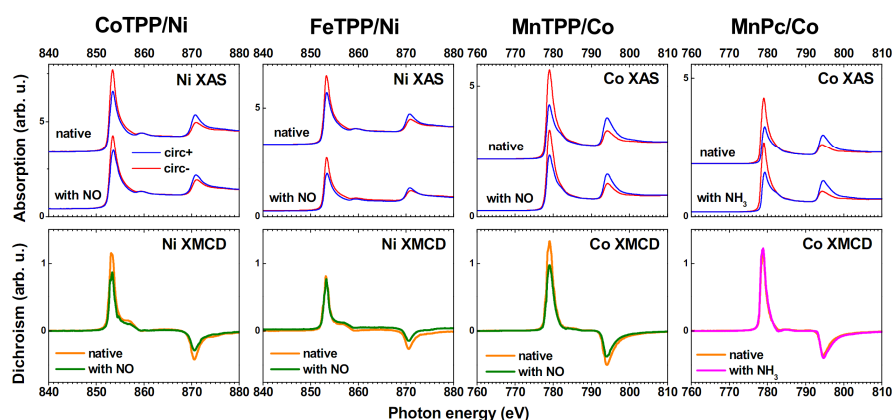 CoTPP/Ni
FeTPP/Ni
MnTPP/Co
MnPc/Co
840 850 860 870 880
840 850 860 870 880
760 770 780 790 800 810
760 770 780 790 800 810
Absorption (arb. u.)
5
0
Ni XAS
native
circ+
circ-
with NO
5
0
Ni XAS
native
with NO
5
0
Co XAS
native
with NO
5
0
Co XAS
native
with NH3
Dichroism (arb. u.)
1
0
Ni XMCD
native
with NO
1
0
Ni XMCD
native
with NO
1
0
Co XMCD
native
with NO
1
0
Co XMCD
native
with NH3
840 850 860 870 880
840 850 860 870 880
760 770 780 790 800 810
760 770 780 790 800 810
Photon energy (eV)